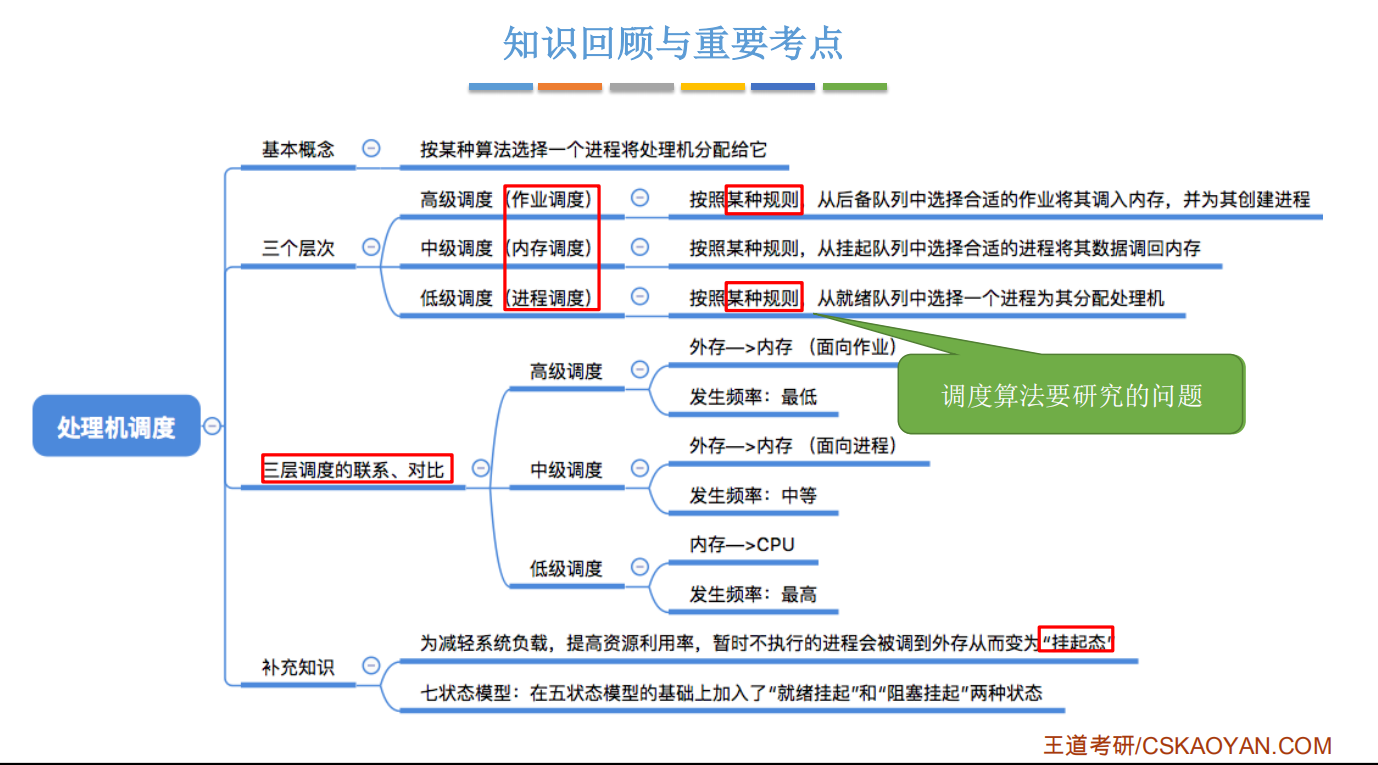 知识回顾与重要考点
基本概念
按某种算法选择一个进程将处理机分配给它
高级调度（作业调度）
按照某种规则，从后备队列中选择合适的作业将其调入内存，并为其创建进程
三个层次
中级调度（内存调度）
按照某种规则，从挂起队列中选择合适的进程将其数据调回内存
低级调度（进程调度）
按照某种规则，从就绪队列中选择一个进程为其分配处理机
外存—>内存 （面向作业）
高级调度
调度算法要研究的问题
发生频率：最低
处理机调度
外存—>内存 （面向进程）
三层调度的联系、对比
中级调度
发生频率：中等
内存—>CPU
低级调度
发生频率：最高
为减轻系统负载，提高资源利用率，暂时不执行的进程会被调到外存从而变为“挂起态”
补充知识
七状态模型：在五状态模型的基础上加入了“就绪挂起”和“阻塞挂起”两种状态
王道考研/CSKAOYAN.COM